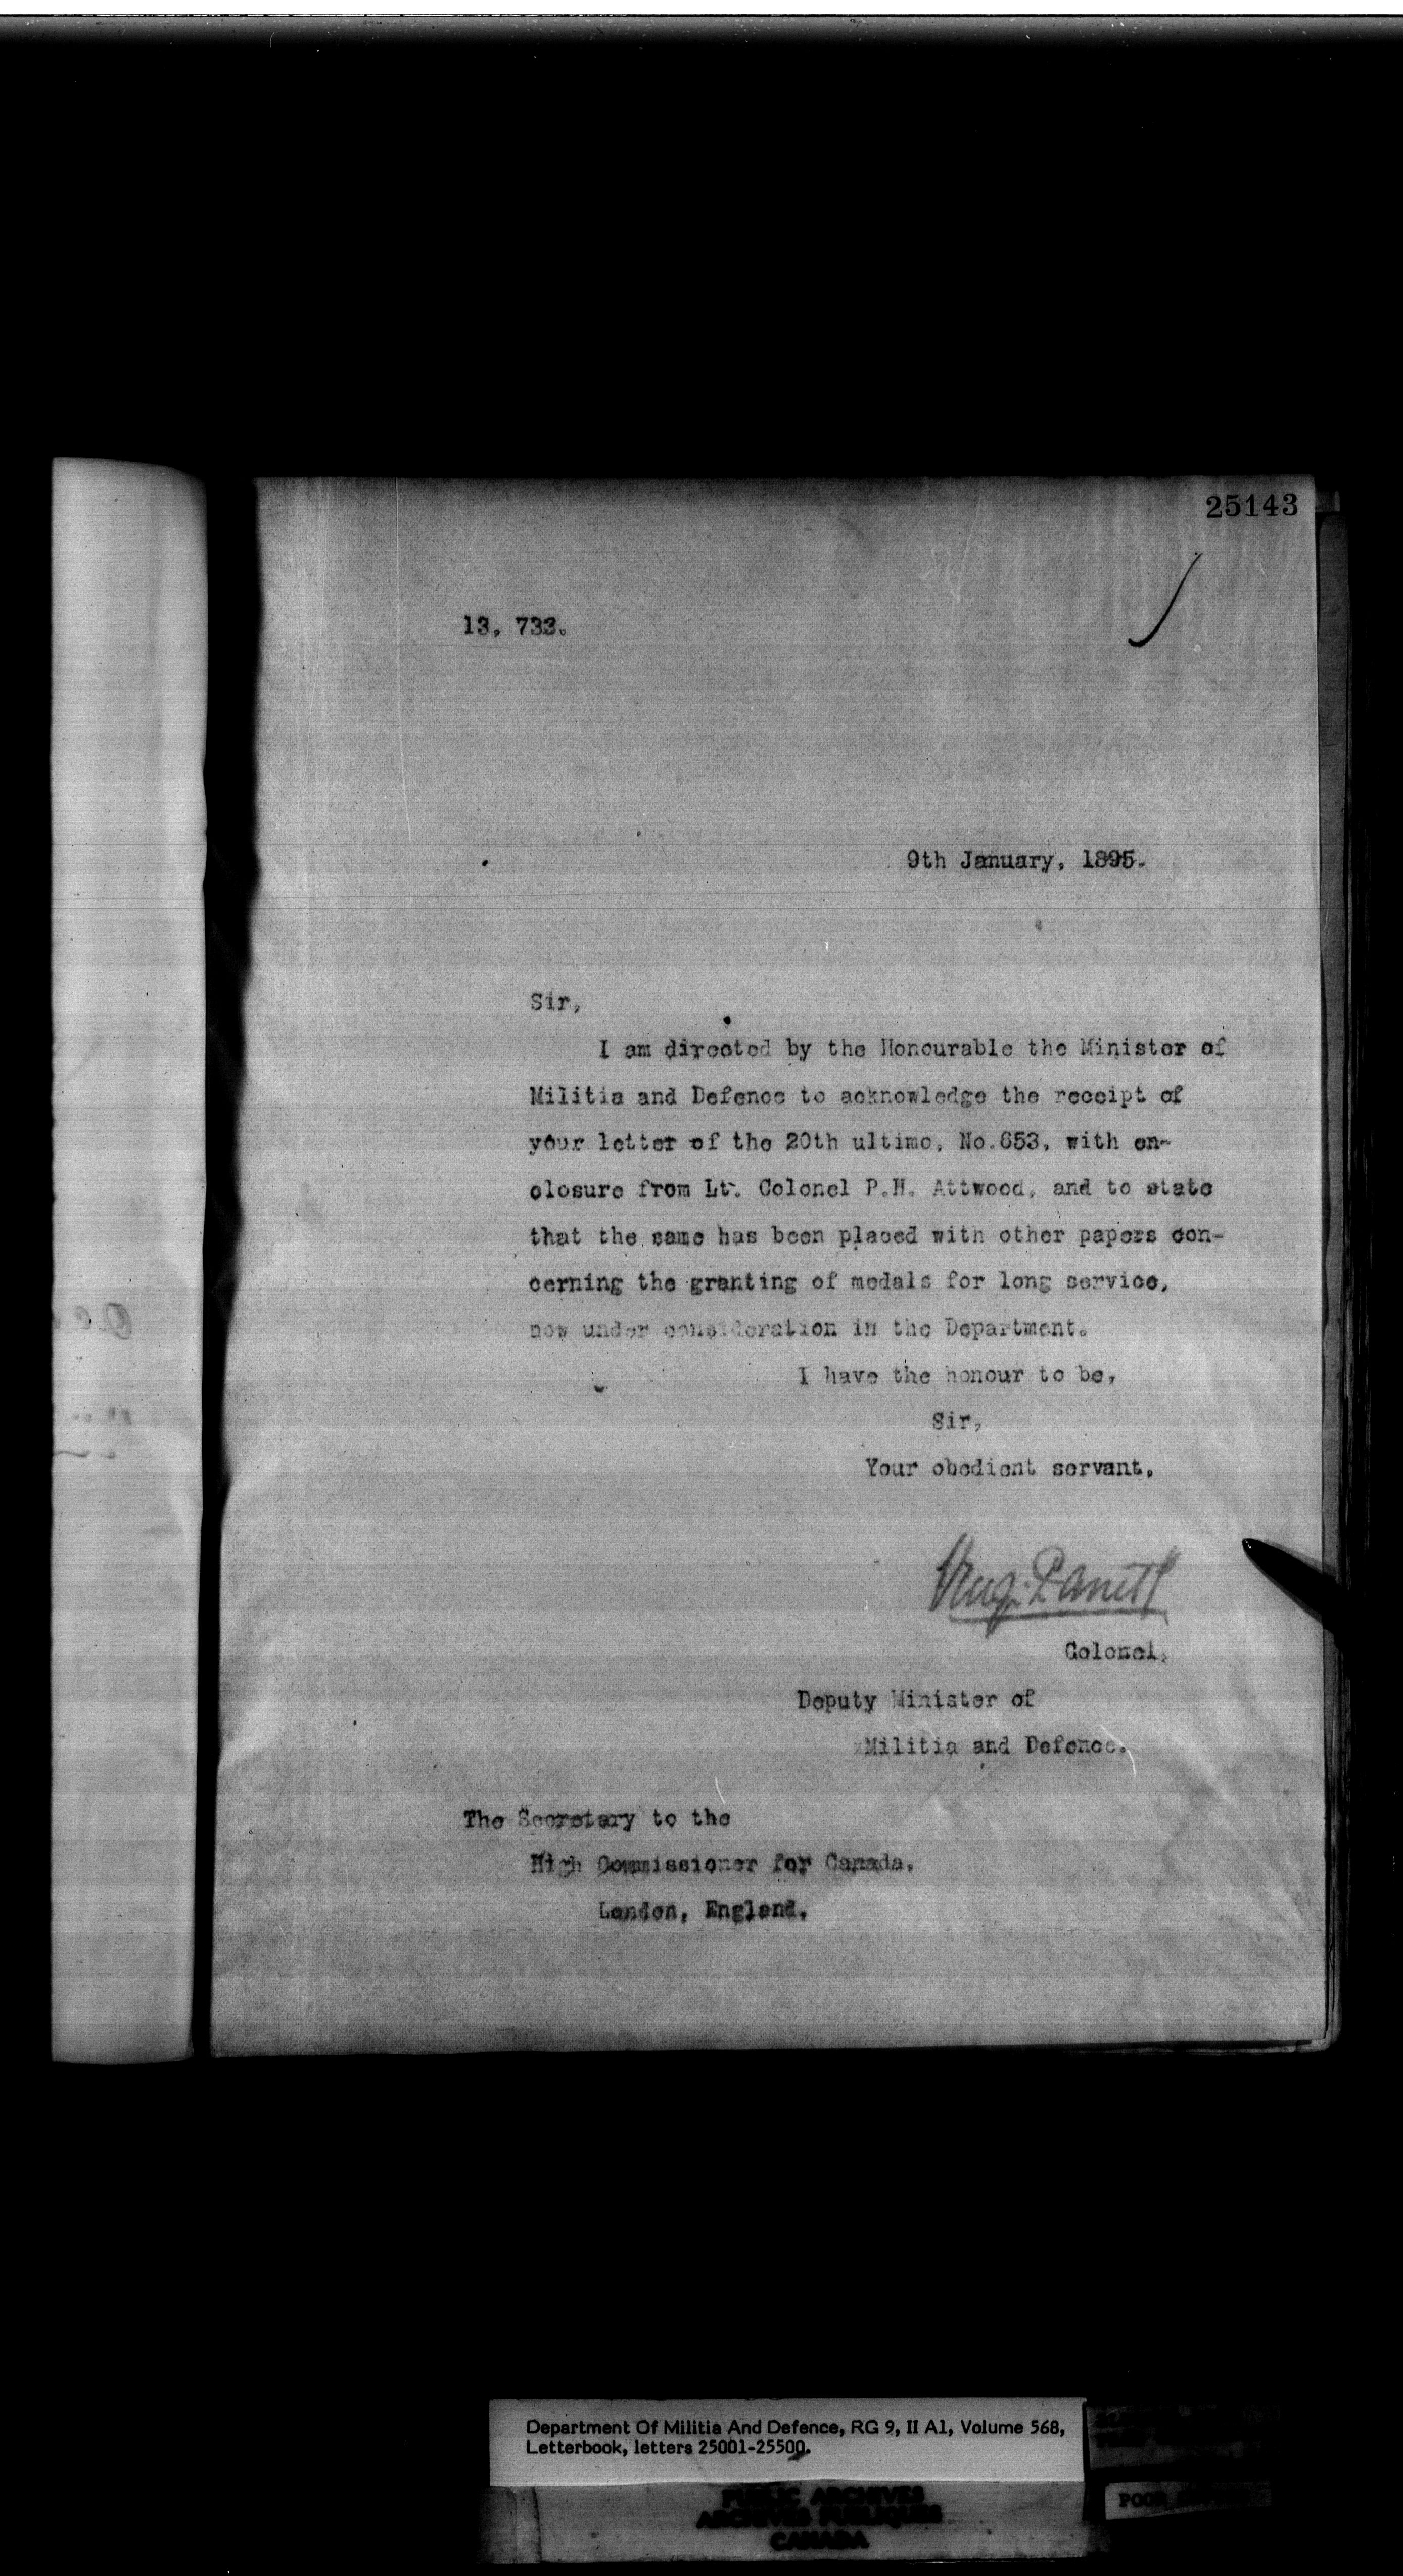 25143
13, 733.
9th January, 1895.
Sir,
I am directed by the Honourable the Minister of
Militia and Defence to acknowledge the receipt of
your letter of the 20th ultimo, No. 653, with en-
closure from Lt. Colonel P.H. Attwood, and to state
that the same has been placed with other papers con-
cerning the granting of medals for long service,
now under consideration in the Department.
I have the honour to be,
Sir,
Your obedient servant,
Colonel,
Deputy Minister of
Militia and Defence.
The Secretary to the
High Commissioner for Canada,
London, England.
Department Of Militia And Defence, RG 9, II A1, Volume 568,
Letterbook, letters 25001-25500.
PUBLIC ARCHIVES
ARCHIVES PUBLIQUES
CANADA
POOR